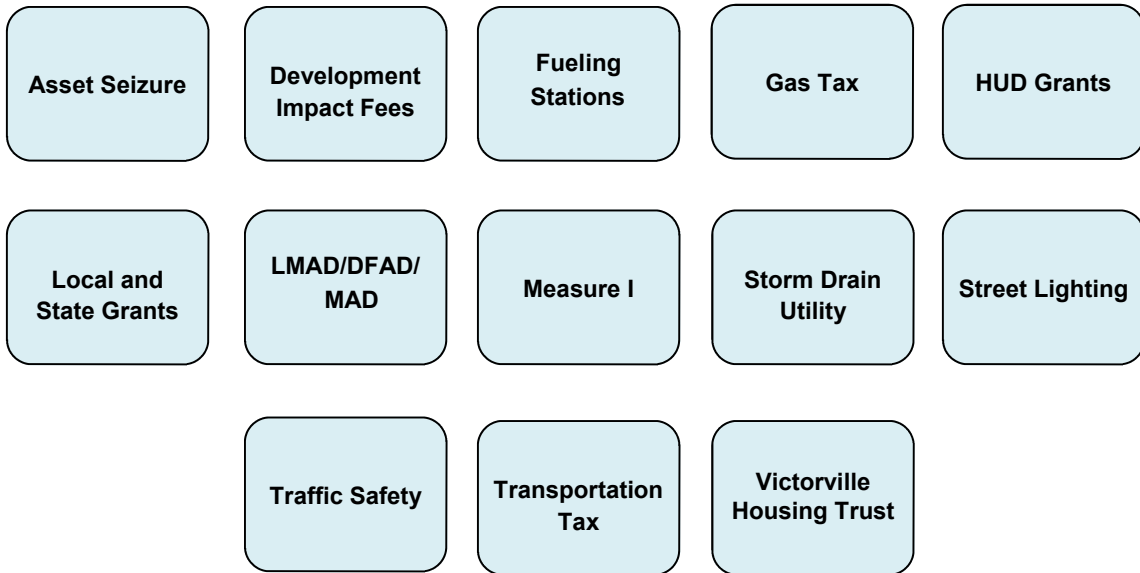 Asset Seizure
Development
Impact Fees
Fueling
Stations
Gas Tax
HUD Grants
Local and
State Grants
LMAD/DFAD/
MAD
Measure I
Storm Drain
Utility
Street Lighting
Traffic Safety
Transportation
Tax
Victorville
Housing Trust